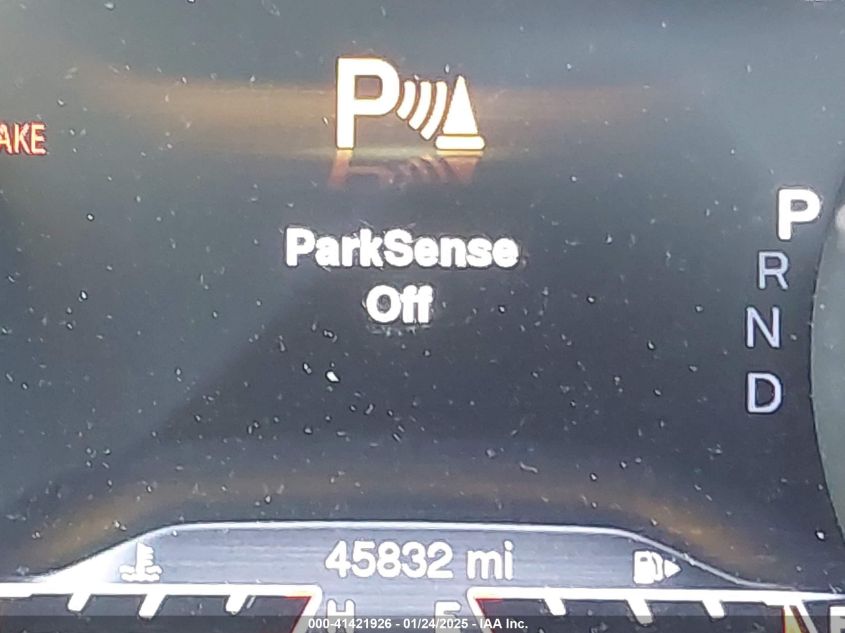 P
AKE
P
ParkSense
R
Off
N
D
45832 mi
H
000-41421926 - 01/24/2025 - IAA Inc.